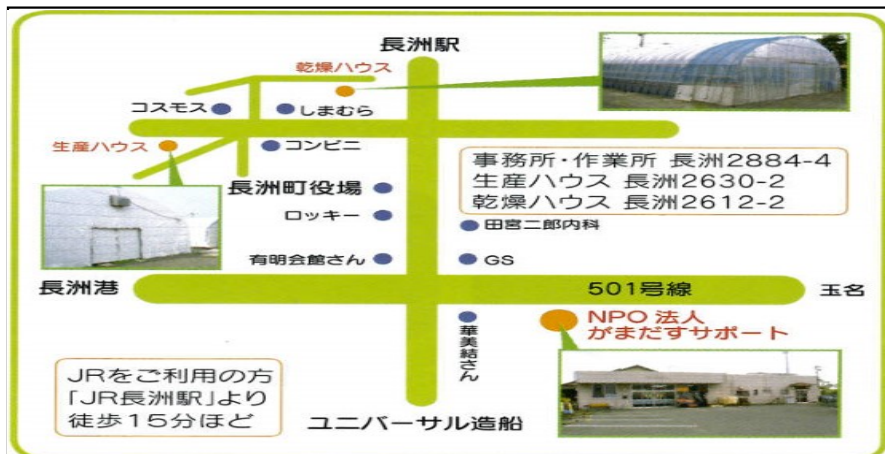 長洲駅
乾燥ハウス
コスモス
しまむら
生産ハウス
コンビニ
事務所・作業所 長洲2884-4
生産ハウス 長洲2630-2
乾燥ハウス 長洲2612-2
長洲町役場
ロッキー
田宮二郎内科
有明会館さん
GS
長洲港
501号線
玉名
NPO 法人
がまだすサポート
華美結さん
JRをご利用の方
「JR長洲駅」より
徒歩15分ほど
ユニバーサル造船